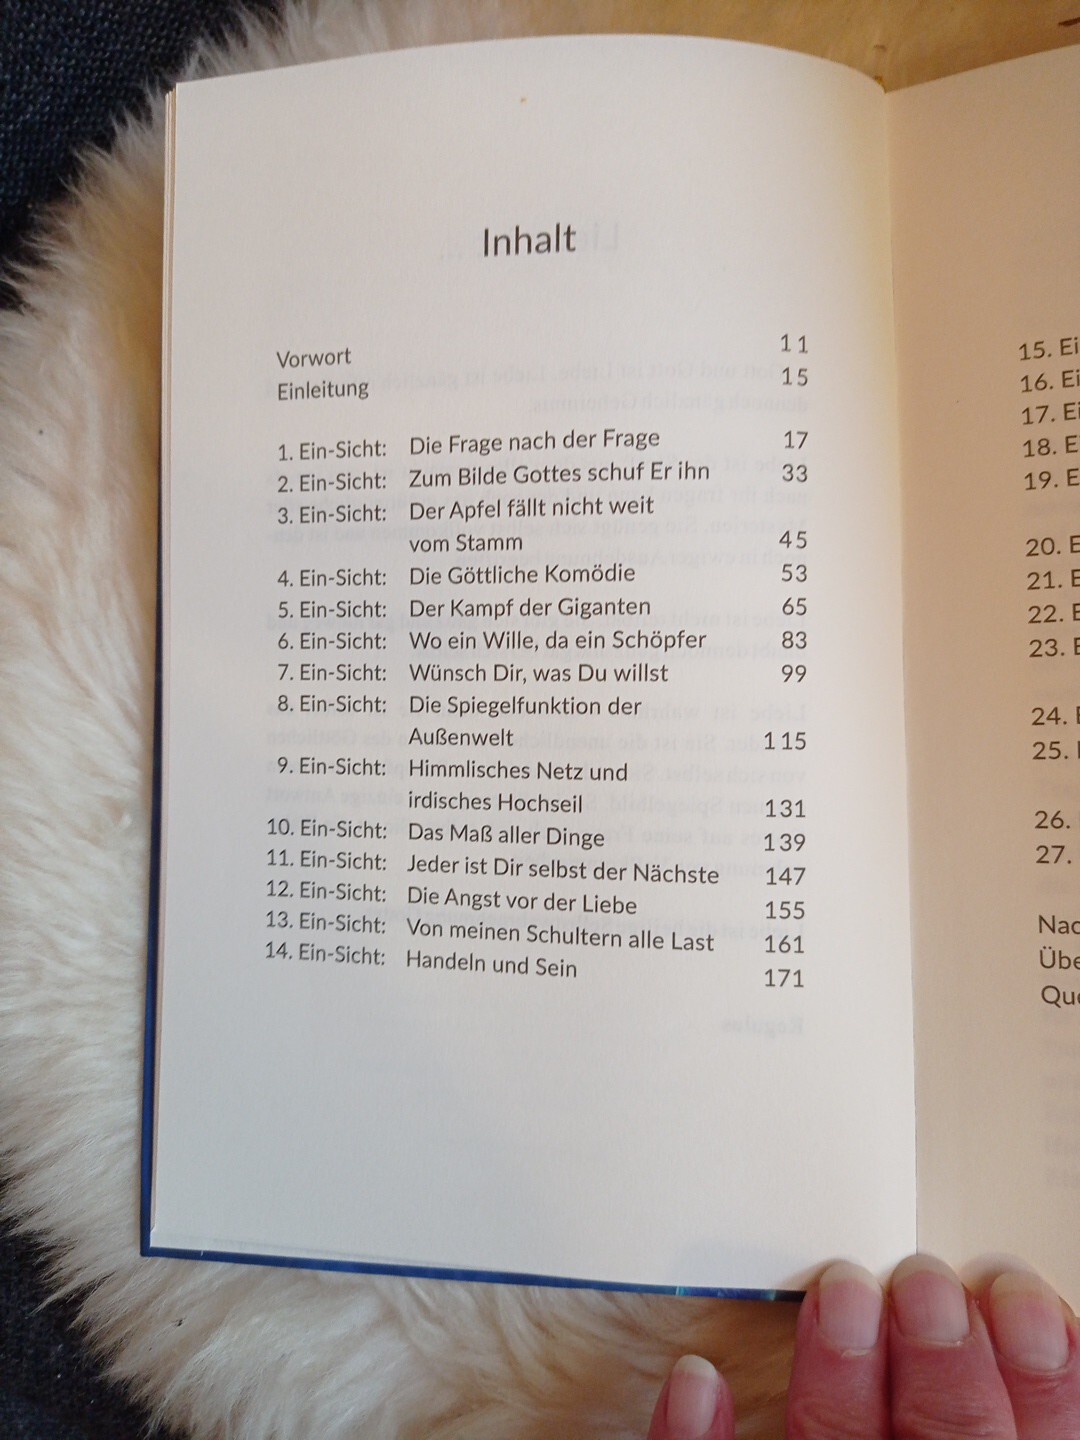 Inhalt
Vorwort 11
Einleitung 15
1. Ein-Sicht: Die Frage nach der Frage 17
2. Ein-Sicht: Zum Bilde Gottes schuf Er ihn 33
3. Ein-Sicht: Der Apfel fällt nicht weit
vom Stamm 45
4. Ein-Sicht: Die Göttliche Komödie 53
5. Ein-Sicht: Der Kampf der Giganten 65
6. Ein-Sicht: Wo ein Wille, da ein Schöpfer 83
7. Ein-Sicht: Wünsch Dir, was Du willst 99
8. Ein-Sicht: Die Spiegelfunktion der
Außenwelt 115
9. Ein-Sicht: Himmlisches Netz und
irdisches Hochseil 131
10. Ein-Sicht: Das Maß aller Dinge 139
11. Ein-Sicht: Jeder ist Dir selbst der Nächste 147
12. Ein-Sicht: Die Angst vor der Liebe 155
13. Ein-Sicht: Von meinen Schultern alle Last 161
14. Ein-Sicht: Handeln und Sein 171
15. Ei
16. Ei
17. Ei
18. E
19. E
20. E
21. E
22. E
23. E
24. E
25.
26.
27.
Nac
Übe
Que